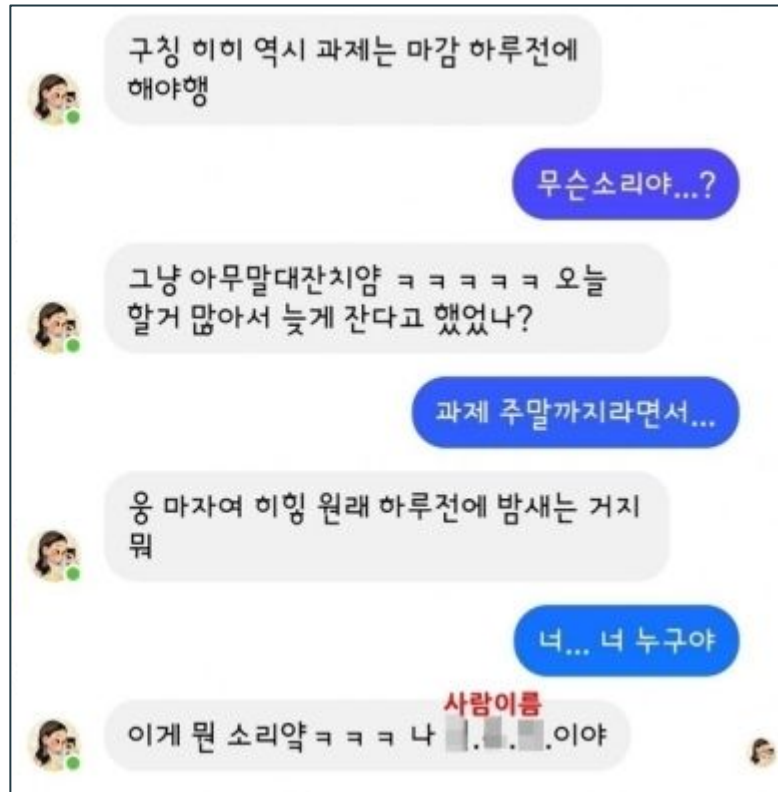 구칭 히히 역시 과제는 마감 하루전에
해야행
무슨소리야...?
그냥 아무말대잔치얌 ㅋㅋㅋㅋㅋ 오늘
할거 많아서 늦게 잔다고 했었나?
과제 주말까지라면서...
웅 마자여 히힝 원래 하루전에 밤새는 거지
뭐
너... 너 누구야
사람이름
이게 뭔 소리얔ㅋㅋㅋ 나 . . .이야